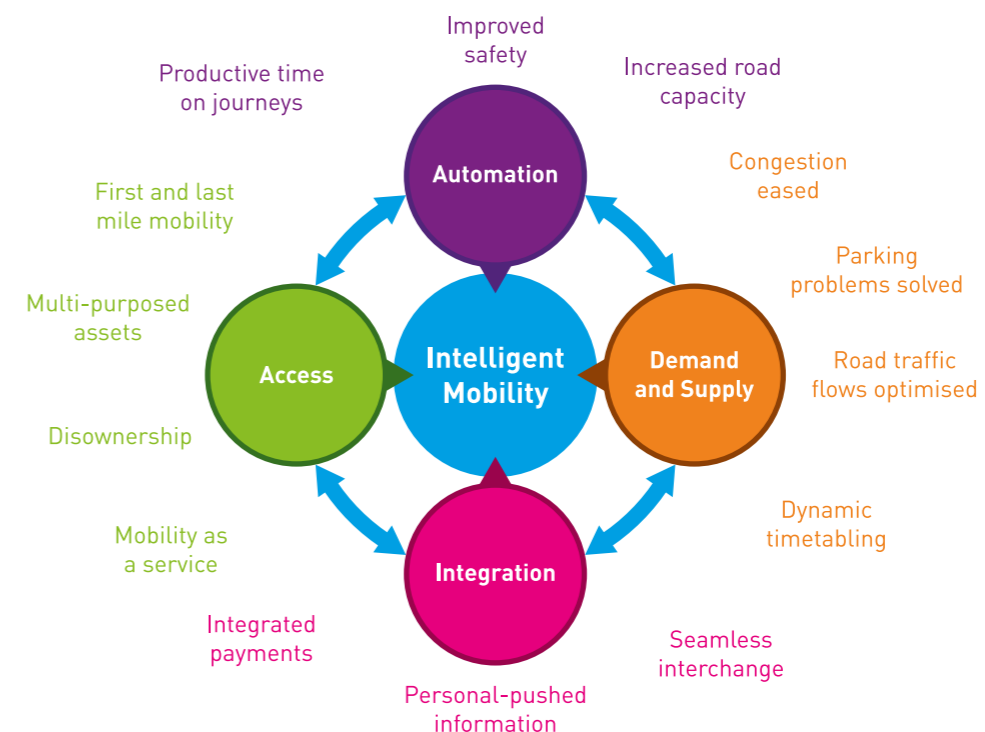 Improved
safety
Productive time
on journeys
Increased road
capacity
Automation
Congestion
eased
First and last
mile mobility
Parking
problems solved
Multi-purposed
assets
Access
Intelligent
Mobility
Demand
and Supply
Road traffic
flows optimised
Disownership
Dynamic
timetabling
Mobility as
a service
Integration
Integrated
payments
Seamless
interchange
Personal-pushed
information